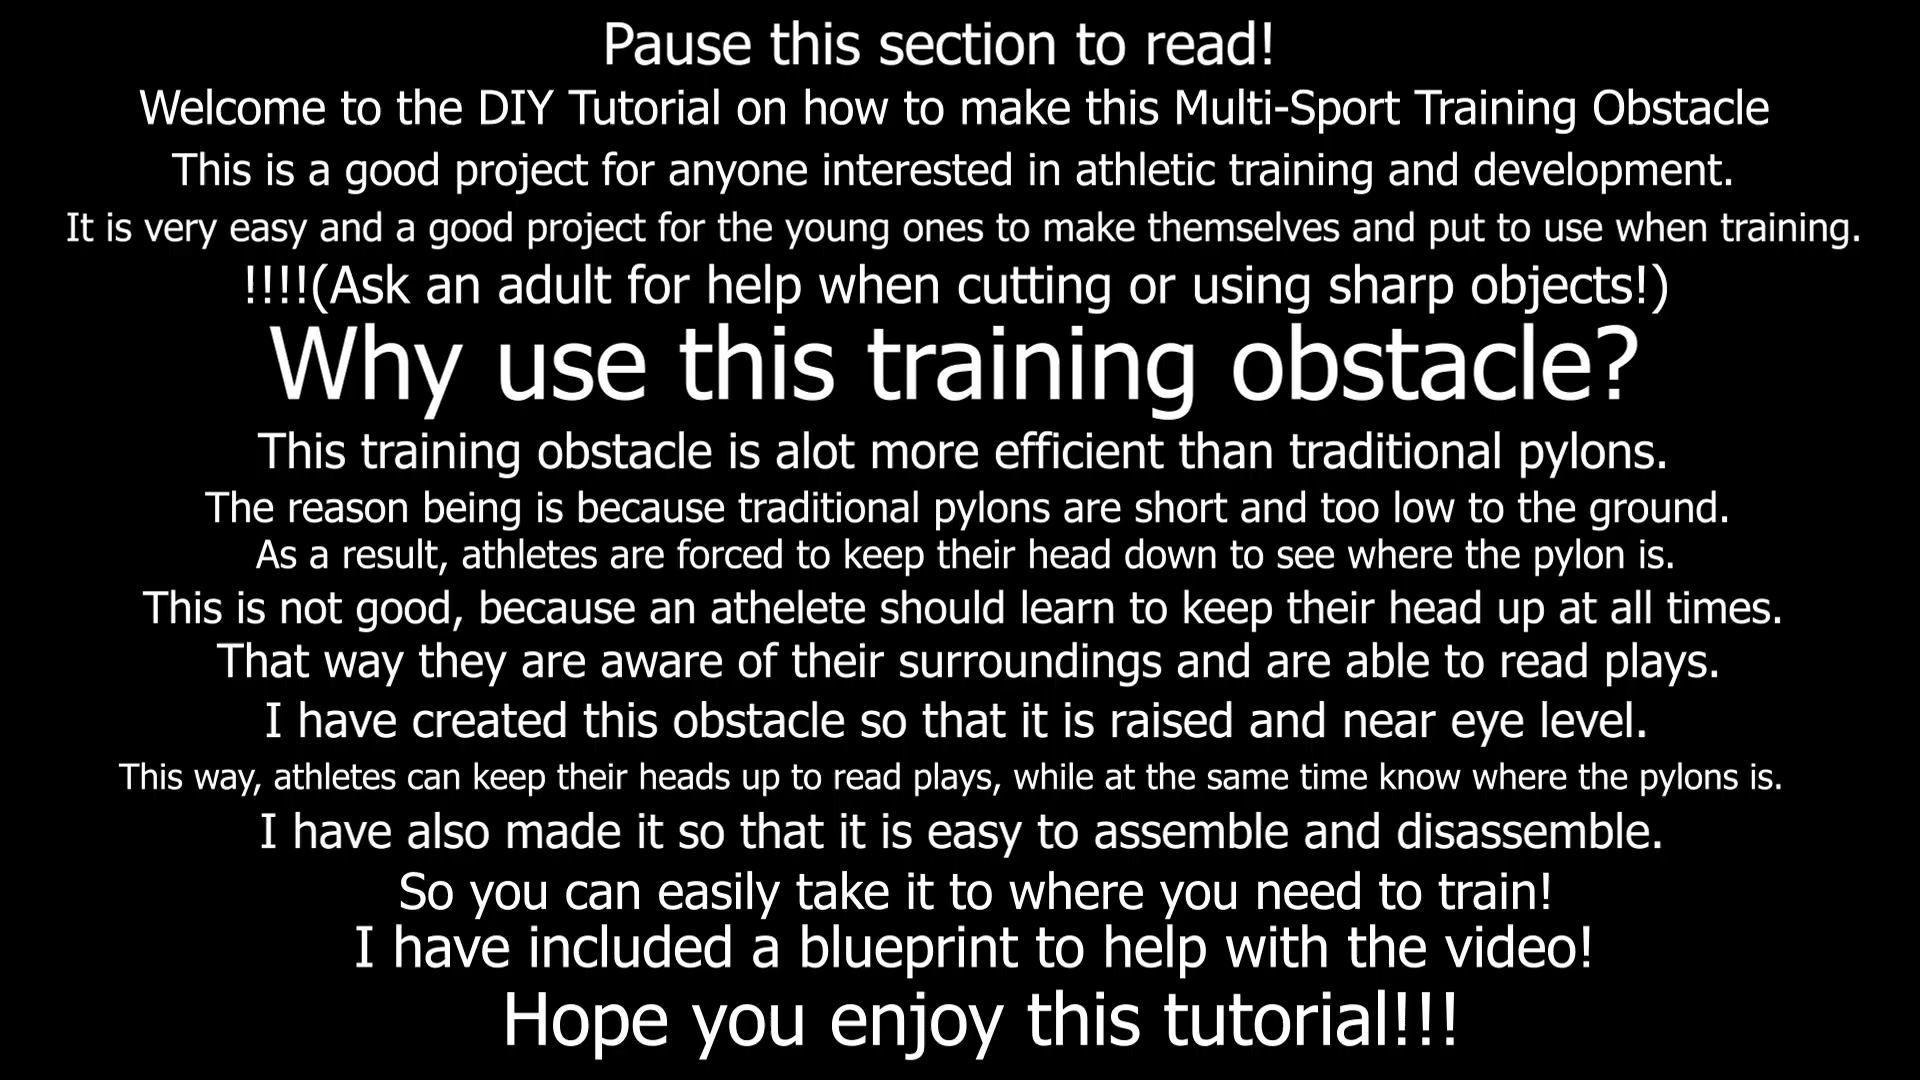 Pause this section to read!
Welcome to the DIY Tutorial on how to make this Multi-Sport Training Obstacle
This is a good project for anyone interested in athletic training and development.
It is very easy and a good project for the young ones to make themselves and put to use when training.
!!!!(Ask an adult for help when cutting or using sharp objects!)
Why use this training obstacle?
This training obstacle is alot more efficient than traditional pylons.
The reason being is because traditional pylons are short and too low to the ground.
As a result, athletes are forced to keep their head down to see where the pylon is.
This is not good, because an athelete should learn to keep their head up at all times.
That way they are aware of their surroundings and are able to read plays.
I have created this obstacle so that it is raised and near eye level.
This way, athletes can keep their heads up to read plays, while at the same time know where the pylons is.
I have also made it so that it is easy to assemble and disassemble.
So you can easily take it to where you need to train!
I have included a blueprint to help with the video!
Hope you enjoy this tutorial!!!